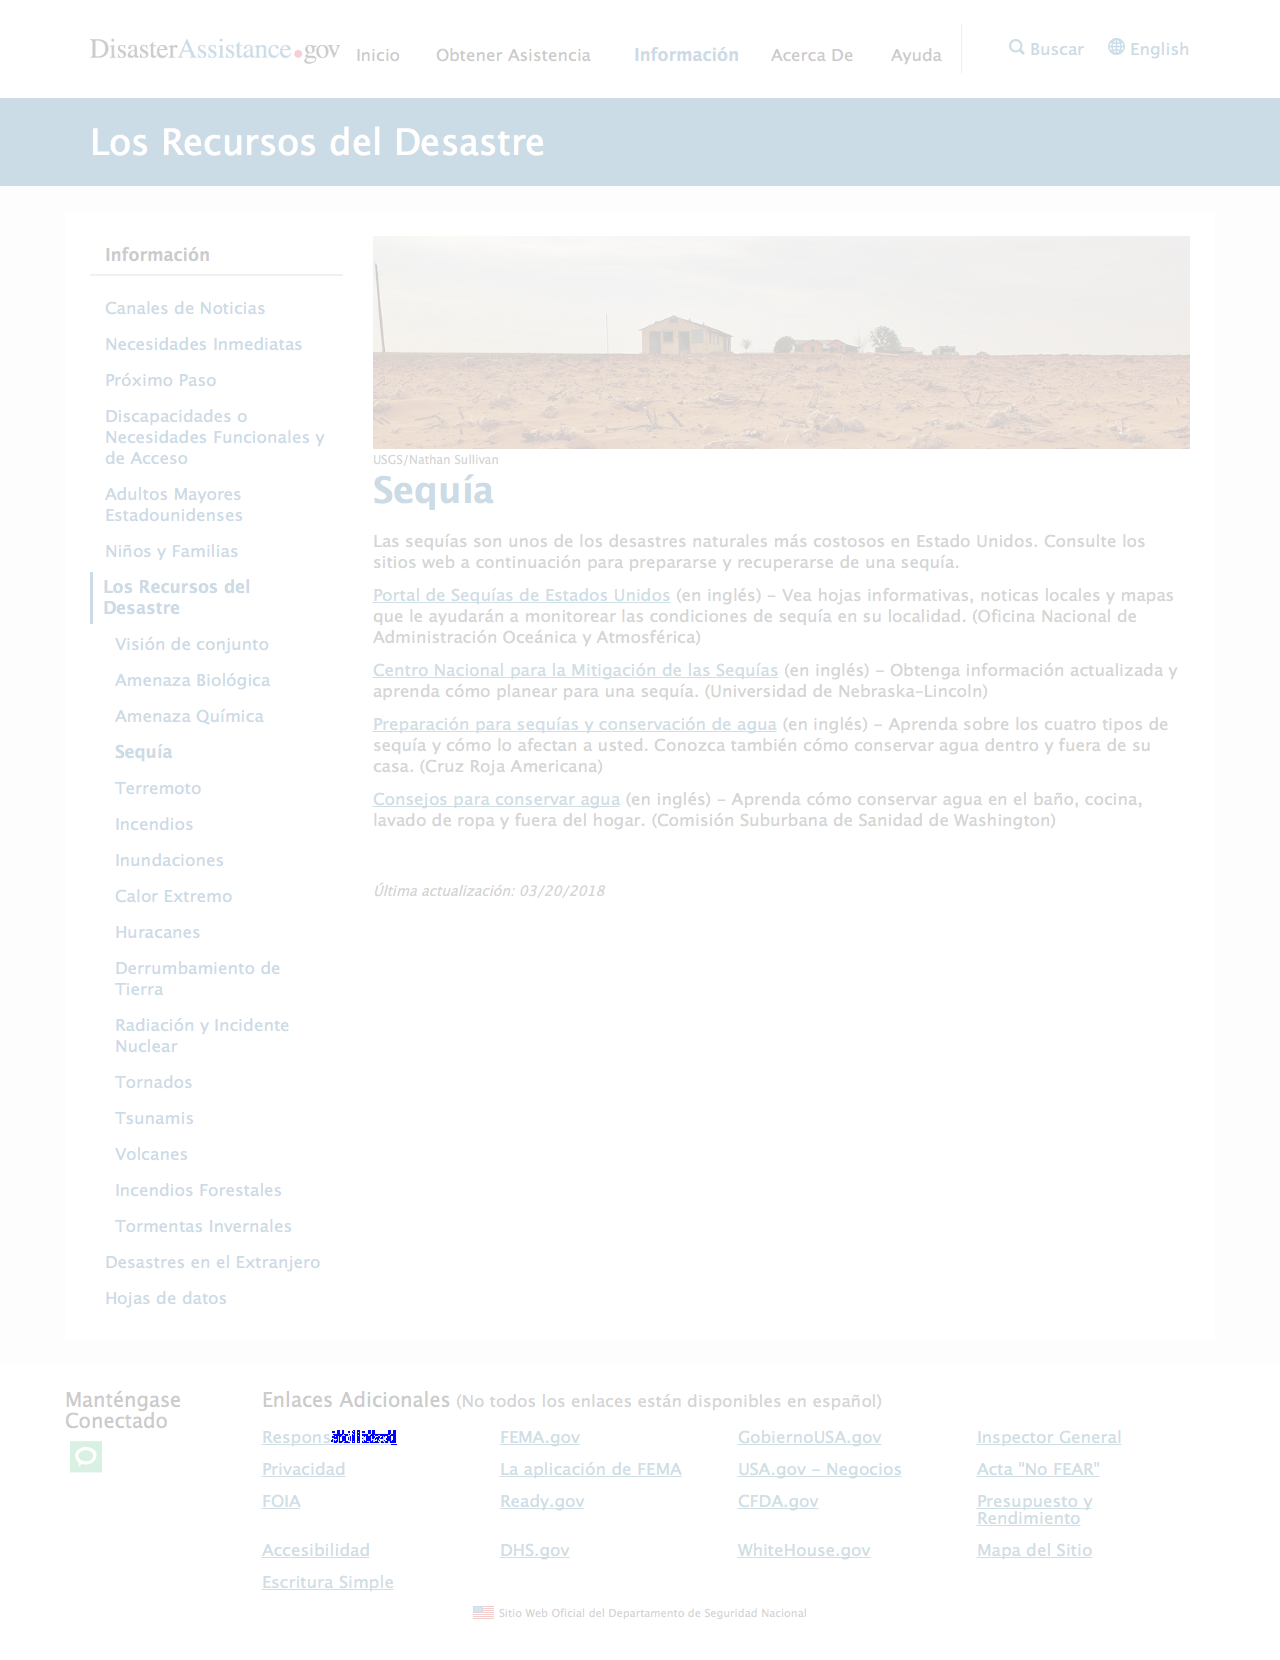 DisasterAssistance.gov
Inicio Obtener Asistencia Información Acerca De Ayuda Buscar English
Los Recursos del Desastre
Información
Canales de Noticias
Necesidades Inmediatas
Próximo Paso
Discapacidades o
Necesidades Funcionales y
de Acceso
Adultos Mayores
Estadounidenses
Niños y Familias
Los Recursos del
Desastre
Visión de conjunto
Amenaza Biológica
Amenaza Química
Sequía
Terremoto
Incendios
Inundaciones
Calor Extremo
Huracanes
Derrumbamiento de
Tierra
Radiación y Incidente
Nuclear
Tornados
Tsunamis
Volcanes
Incendios Forestales
Tormentas Invernales
Desastres en el Extranjero
Hojas de datos
USGS/Nathan Sullivan
Sequía
Las sequías son unos de los desastres naturales más costosos en Estado Unidos. Consulte los
sitios web a continuación para prepararse y recuperarse de una sequía.
Portal de Sequías de Estados Unidos (en inglés) – Vea hojas informativas, noticas locales y mapas
que le ayudarán a monitorear las condiciones de sequía en su localidad. (Oficina Nacional de
Administración Oceánica y Atmosférica)
Centro Nacional para la Mitigación de las Sequías (en inglés) – Obtenga información actualizada y
aprenda cómo planear para una sequía. (Universidad de Nebraska-Lincoln)
Preparación para sequías y conservación de agua (en inglés) – Aprenda sobre los cuatro tipos de
sequía y cómo lo afectan a usted. Conozca también cómo conservar agua dentro y fuera de su
casa. (Cruz Roja Americana)
Consejos para conservar agua (en inglés) – Aprenda cómo conservar agua en el baño, cocina,
lavado de ropa y fuera del hogar. (Comisión Suburbana de Sanidad de Washington)
Última actualización: 03/20/2018
Manténgase
Conectado
Enlaces Adicionales (No todos los enlaces están disponibles en español)
FEMA.gov GobiernoUSA.gov Inspector General
Privacidad La aplicación de FEMA USA.gov – Negocios Acta "No FEAR"
FOIA Ready.gov CFDA.gov Presupuesto y
Rendimiento
Accesibilidad DHS.gov WhiteHouse.gov Mapa del Sitio
Escritura Simple
Sitio Web Oficial del Departamento de Seguridad Nacional